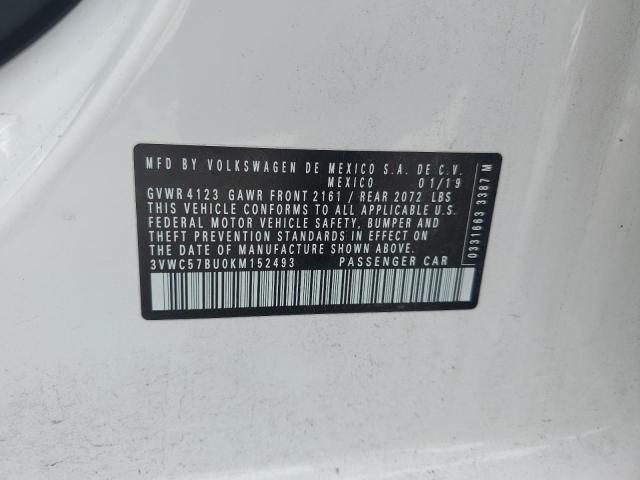 MFD BY VOLKSWAGEN DE MEXICO S.A. DE C.V.
MEXICO 01/19
GVWR 4123 GAWR FRONT 2161 / REAR 2072 LBS
THIS VEHICLE CONFORMS TO ALL APPLICABLE U.S.
FEDERAL MOTOR VEHICLE SAFETY, BUMPER AND
THEFT PREVENTION STANDARDS IN EFFECT ON
THE DATE OF MANUFACTURE SHOWN ABOVE.
3VWC57BU0KM152493 PASSENGER CAR
0331663 3387 M